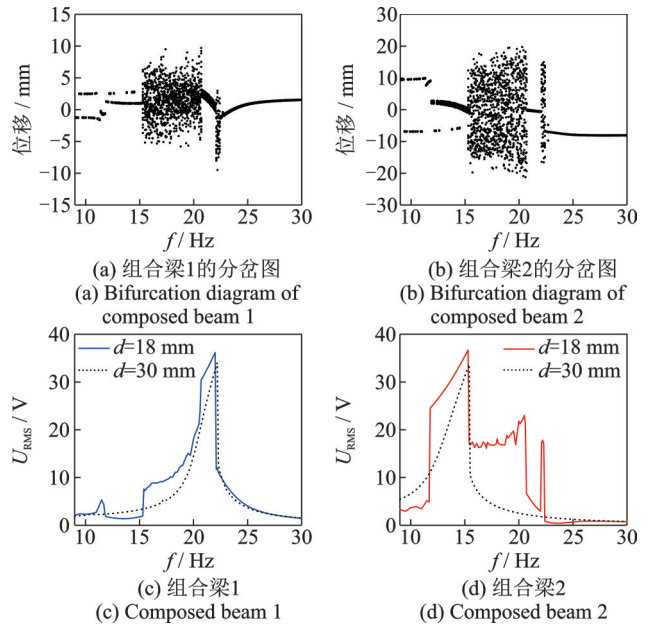 15
10
5
0
−5
−10
−15
位移 / mm
10 15 20 25 30
f / Hz
(a) 组合梁1的分岔图
(a) Bifurcation diagram of
composed beam 1
30
20
10
0
−10
−20
−30
位移 / mm
10 15 20 25 30
f / Hz
(b) 组合梁2的分岔图
(b) Bifurcation diagram of
composed beam 2
40
30
20
10
0
U_RMS / V
d=18 mm
d=30 mm
10 15 20 25 30
f / Hz
(c) 组合梁1
(c) Composed beam 1
40
30
20
10
0
U_RMS / V
d=18 mm
d=30 mm
10 15 20 25 30
f / Hz
(d) 组合梁2
(d) Composed beam 2